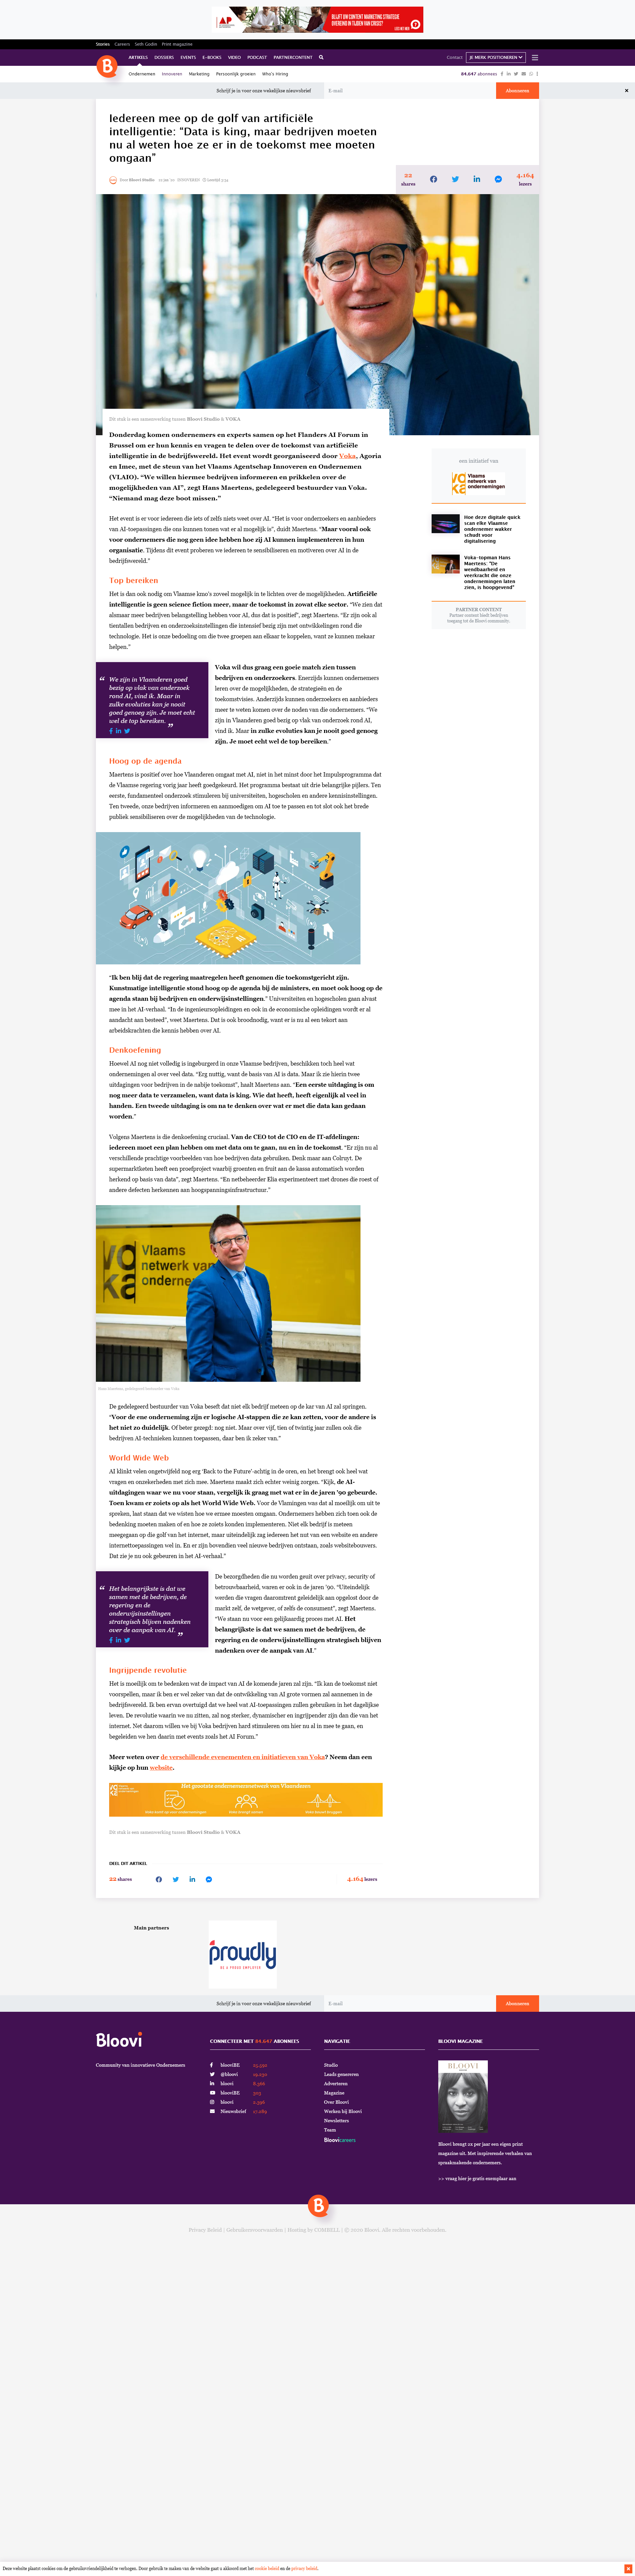 AP
BLIJFT UW CONTENT MARKETING STRATEGIE
OVEREIND IN TIJDEN VAN CRISIS?
LEES HET HIER
Stories Careers Seth Godin Print magazine
ARTIKELS DOSSIERS EVENTS E-BOOKS VIDEO PODCAST PARTNERCONTENT
Contact JE MERK POSITIONEREN
Ondernemen Innoveren Marketing Persoonlijk groeien Who's Hiring
84.647 abonnees
Schrijf je in voor onze wekelijkse nieuwsbrief
E-mail
Abonneren
Iedereen mee op de golf van artificiële
intelligentie: "Data is king, maar bedrijven moeten
nu al weten hoe ze er in de toekomst mee moeten
omgaan"
door Bloovi Studio
INNOVEREN
22
shares
4.164
lezers
Dit stuk is een samenwerking tussen Bloovi Studio & VOKA
Donderdag komen ondernemers en experts samen op het Flanders AI Forum in
Brussel om er hun kennis en vragen te delen over de toekomst van artificiële
intelligentie in de bedrijfswereld. Het event wordt georganiseerd door Voka, Agoria
en Imec, met de steun van het Vlaams Agentschap Innoveren en Ondernemen
(VLAIO). “We willen hiermee bedrijven informeren en prikkelen over de
mogelijkheden van AI”, zegt Hans Maertens, gedelegeerd bestuurder van Voka.
“Niemand mag deze boot missen.”
Het event is er voor iedereen die meer of zelfs niets weet over AI. “Het is voor onderzoekers en aanbieders
van AI-toepassingen die ons kunnen tonen wat er nu al mogelijk is”, duidt Maertens. “Maar vooral ook
voor ondernemers die nog geen idee hebben hoe zij AI kunnen implementeren in hun
organisatie. Tijdens dit event proberen we iedereen te sensibiliseren en motiveren om over AI in de
bedrijfswereld.”
Top bereiken
Het is dan ook belangrijk om iedere kmo's zoveel mogelijk in te lichten over de mogelijkheden. Artificiële
intelligentie is geen science fiction meer, maar de toekomst in zowat elke sector. “We zien dat
alsmaar meer bedrijven dat beseffen, en dat is belangrijk om aan de top te geraken”, zegt Maertens. “Er zijn
tientallen bedrijven en onderzoeksinstellingen die kunnen meedingen met de wereldtop inzake kunstmatige
technologie. Het is onze bedoeling om die twee partijen aan elkaar te koppelen, want ze kunnen mekaar
helpen.”
We zijn in Vlaanderen goed
bezig op vlak van onderzoek
rond AI, vind ik. Maar in
zulke evoluties kan je nooit
goed genoeg zijn. Je moet echt
wel de top bereiken.
Voka wil dus graag een goeie match zien tussen
bedrijven en onderzoekers. Enerzijds kunnen ondernemers
leren over de mogelijkheden, de strategieën en de
toekomstvisies. Anderzijds kunnen onderzoekers en aanbieders
meer te weten komen over de noden van de ondernemers. “We
zijn in Vlaanderen goed bezig op vlak van onderzoek rond AI,
vind ik. Maar in zulke evoluties kan je nooit goed genoeg
zijn. Je moet echt wel de top bereiken.”
Hoog op de agenda
Maertens is positief over hoe Vlaanderen omgaat met AI, niet in het minst door het Impulsprogramma dat
de Vlaamse regering vorig jaar heeft goedgekeurd. Het programma bestaat uit drie belangrijke pijlers. Ten
eerste, fundamenteel onderzoek stimuleren bij universiteiten, hogescholen en andere kennisinstellingen.
Ten tweede, onze bedrijven informeren en aanmoedigen om AI toe te passen en tot slot ook het brede
publiek sensibiliseren over de mogelijkheden van de technologie.
“Ik ben blij dat de regering maatregelen heeft genomen die toekomstgericht zijn.
Kunstmatige intelligentie stond hoog op de agenda bij de ministers, en moet ook hoog op de
agenda staan bij bedrijven en onderwijsinstellingen.” Universiteiten en hogescholen gaan alvast
mee in het AI-verhaal. “In de ingenieursopleidingen en ook in de economische opleidingen wordt er al
aandacht aan besteed”, weet Maertens. Dat is ook broodnodig, want er is nu al een tekort aan
arbeidskrachten die kennis hebben over AI.
Denkoefening
Hoewel AI nog niet volledig is ingeburgerd in onze Vlaamse bedrijven, beschikken toch heel wat
ondernemingen al over veel data. “Erg nuttig, want de basis van AI is data. Maar ik zie hierin twee
uitdagingen voor bedrijven in de nabije toekomst”, haalt Maertens aan. “Een eerste uitdaging is om
nog meer data te verzamelen, want data is king. Wie dat heeft, heeft eigenlijk al veel in
handen. Een tweede uitdaging is om na te denken over wat er met die data kan gedaan
worden.”
Volgens Maertens is die denkoefening cruciaal. Van de CEO tot de CIO en de IT-afdelingen:
iedereen moet een plan hebben om met data om te gaan, nu en in de toekomst. “Er zijn nu al
verschillende prachtige voorbeelden van hoe bedrijven data gebruiken. Denk maar aan Colruyt. De
supermarktketen heeft een proefproject waarbij groenten en fruit aan de kassa automatisch worden
herkend op basis van data”, zegt Maertens. “En netbeheerder Elia experimenteert met drones die roest of
andere defecten herkennen aan hoogspanningsinfrastructuur.”
Hans Maertens, gedelegeerd bestuurder van Voka
De gedelegeerd bestuurder van Voka beseft dat al niet elk bedrijf meteen op de kar van AI zal springen.
“Voor de ene onderneming zijn er logische AI-stappen die ze kan zetten, voor de andere is
het niet zo duidelijk. Of beter gezegd: nog niet. Maar over vijf, tien of twintig jaar zullen ook die
bedrijven AI-technieken kunnen toepassen, daar ben ik zeker van.”
World Wide Web
AI klinkt velen ongetwijfeld nog erg ‘Back to the Future’-achtig in de oren, en het brengt ook heel wat
vragen en onzekerheden met zich mee. Maertens maakt zich echter weinig zorgen. “Kijk, de AI-
uitdagingen waar we nu voor staan, vergelijk ik graag met wat er in de jaren ’90 gebeurde.
Toen kwam er zoiets op als het World Wide Web. Voor de Vlamingen was dat al moeilijk om uit te
spreken, laat staan dat we wisten hoe we ermee moesten omgaan. Ondernemers hebben zich toen ook de
bedenking moeten maken of en hoe ze zoiets konden implementeren. Niet elk bedrijf is meteen
meegegaan op die golf van het internet, maar uiteindelijk zag iedereen het nut van een website en andere
internettoepassingen wel in. En er zijn bovendien veel nieuwe bedrijven ontstaan, zoals websitebouwers.
Dat zie je nu ook gebeuren in het AI-verhaal.”
Het belangrijkste is dat we
samen met de bedrijven, de
regering en de
onderwijsinstellingen
strategisch blijven nadenken
over de aanpak van AI.
De bezorgdheden die nu worden geuit over privacy, security of
betrouwbaarheid, waren er ook in de jaren ’90. “Uiteindelijk
werden die vragen daaromtrent geleidelijk aan opgelost door de
markt zelf, de wetgever, of zelfs de consument”, zegt Maertens.
“We staan nu voor een gelijkaardig proces met AI. Het
belangrijkste is dat we samen met de bedrijven, de
regering en de onderwijsinstellingen strategisch blijven
nadenken over de aanpak van AI.”
Ingrijpende revolutie
Het is moeilijk om te bedenken wat de impact van AI de komende jaren zal zijn. “Ik kan de toekomst niet
voorspellen, maar ik ben er wel zeker van dat de ontwikkeling van AI grote vormen zal aannemen in de
bedrijfswereld. Ik ben ervan overtuigd dat we heel wat AI-toepassingen zullen gebruiken in het dagelijkse
leven. De revolutie waarin we nu zitten, zal nog sterker, dynamischer en ingrijpender zijn dan die van het
internet. Net daarom willen we bij Voka bedrijven hard stimuleren om hier nu al in mee te gaan, en
begeleiden we hen daarin met events zoals het AI Forum.”
Meer weten over de verschillende evenementen en initiatieven van Voka? Neem dan een
kijkje op hun website.
Het grootste ondernemersnetwerk van Vlaanderen
Dit stuk is een samenwerking tussen Bloovi Studio & VOKA
DEEL DIT ARTIKEL
22 shares
4.164 lezers
een initiatief van
VOKA
Vlaams
netwerk van
ondernemingen
Hoe deze digitale quick
scan elke Vlaamse
ondernemer wakker
schudt voor
digitalisering
Voka-topman Hans
Maertens: "De
wendbaarheid en
veerkracht die onze
ondernemingen laten
zien, is hoopgevend"
PARTNER CONTENT
Partner content biedt bedrijven
toegang tot de Bloovi community.
Main partners
proudly
Schrijf je in voor onze wekelijkse nieuwsbrief
E-mail
Abonneren
Bloovi
Community van innovatieve Ondernemers
CONNECTEER MET 84.647 ABONNEES
blooviBE
@bloovi
bloovi
blooviBE
bloovi
Nieuwsbrief
NAVIGATIE
Studio
Leads genereren
Adverteren
Magazine
Over Bloovi
Werken bij Bloovi
Newsletters
Team
Bloovicareers
BLOOVI MAGAZINE
BLOOVI
Bloovi brengt 2x per jaar een eigen print
magazine uit. Met inspirerende verhalen van
spraakmakende ondernemers.
>> vraag hier je gratis exemplaar aan
Privacy Beleid | Gebruiksvoorwaarden | Hosting by COMBELL | © 2020 Bloovi. Alle rechten voorbehouden.
Deze website plaatst cookies om de gebruiksvriendelijkheid te verhogen. Door gebruik te maken van de website gaat u akkoord met het cookie beleid en de privacy beleid.